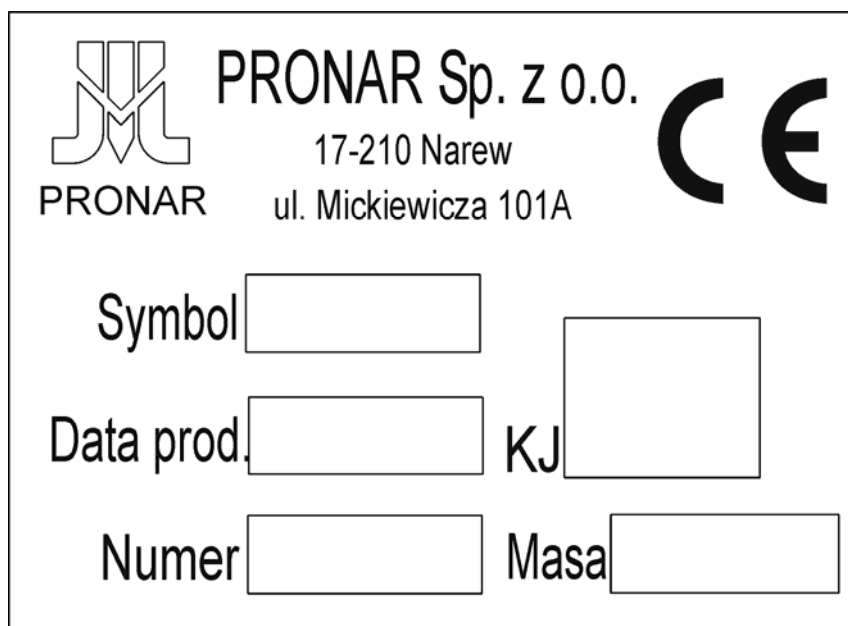 PRONAR Sp. z o.o.
17-210 Narew
ul. Mickiewicza 101A
PRONAR
CE
Symbol
Data prod.
KJ
Numer
Masa